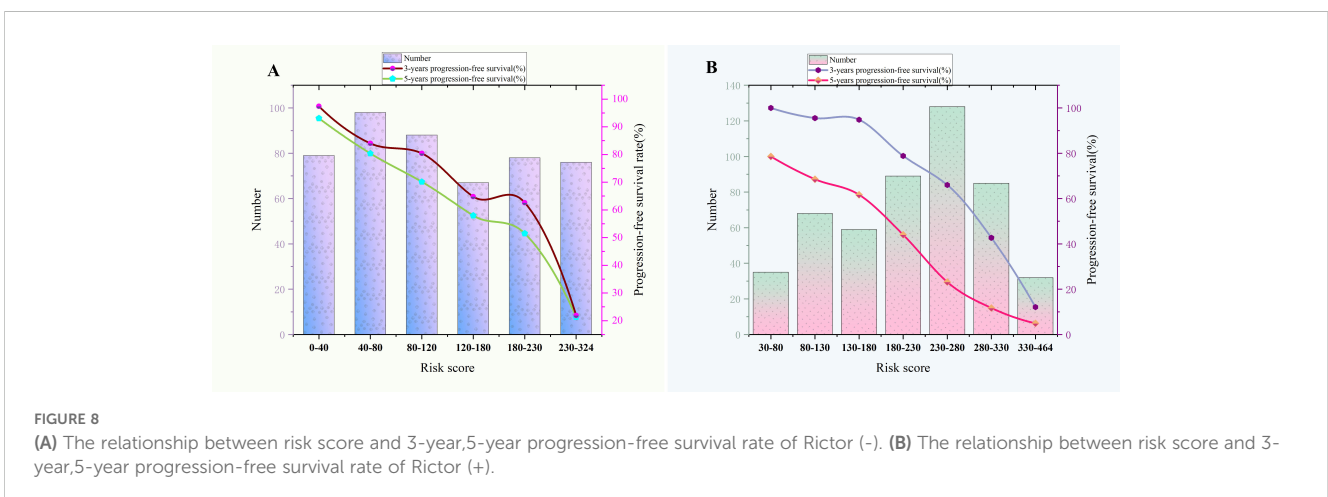 A
Number
3-years progression-free survival(%)
5-years progression-free survival(%)
100
80
60
40
20
0
Number
100
90
80
70
60
50
40
30
20
Progression-free survival rate(%)
0-40 40-80 80-120 120-180 180-230 230-324
Risk score
B
Number
3-years progression-free survival(%)
5-years progression-free survival(%)
140
120
100
80
60
40
20
0
Number
100
80
60
40
20
0
Progression-free survival(%)
30-80 80-130 130-180 180-230 230-280 280-330 330-464
Risk score
FIGURE 8
(A) The relationship between risk score and 3-year,5-year progression-free survival rate of Rictor (-). (B) The relationship between risk score and 3-
year,5-year progression-free survival rate of Rictor (+).